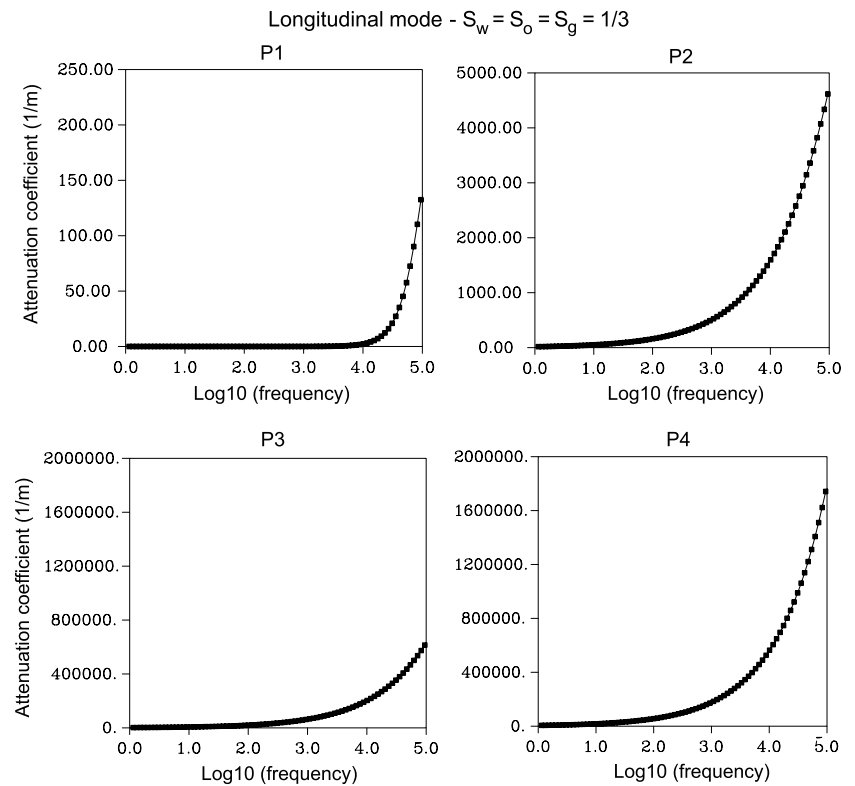 Longitudinal mode - Sw = So = Sg = 1/3
P1
250.00
200.00
150.00
100.00
50.00
0.00
Attenuation coefficient (1/m)
0.0 1.0 2.0 3.0 4.0 5.0
Log10 (frequency)
P2
5000.00
4000.00
3000.00
2000.00
1000.00
0.00
0.0 1.0 2.0 3.0 4.0 5.0
Log10 (frequency)
P3
2000000.
1600000.
1200000.
800000.
400000.
0.
Attenuation coefficient (1/m)
0.0 1.0 2.0 3.0 4.0 5.0
Log10 (frequency)
P4
2000000.
1600000.
1200000.
800000.
400000.
0.
0.0 1.0 2.0 3.0 4.0 5.0
Log10 (frequency)